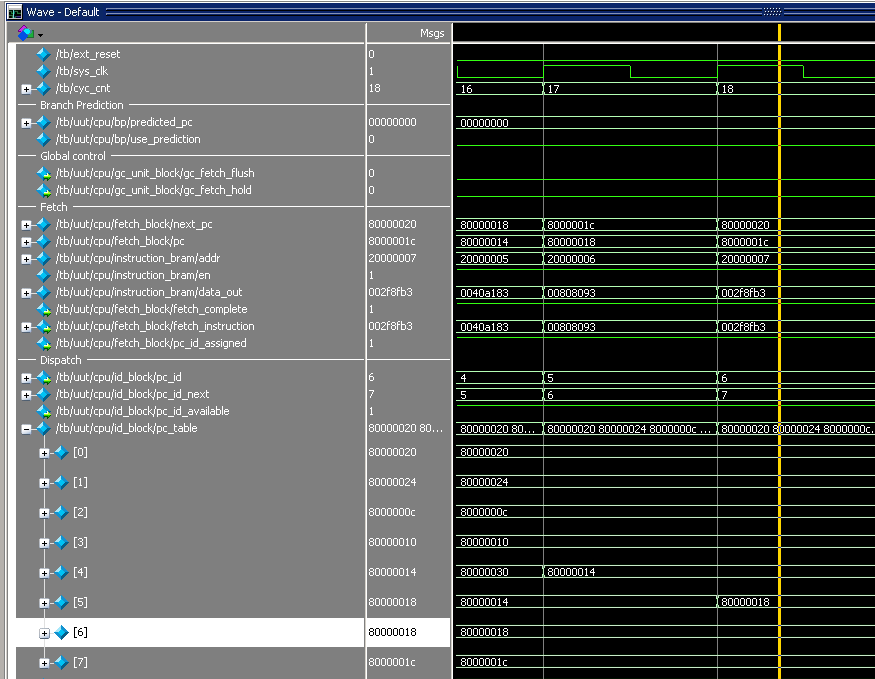 Wave - Default
Msgs
/tb/ext_reset 0
/tb/sys_clk 1
/tb/cyc_cnt 18 16 17 18
Branch Prediction
/tb/uut/cpu/bp/predicted_pc 00000000 00000000
/tb/uut/cpu/bp/use_prediction 0
Global control
/tb/uut/cpu/gc_unit_block/gc_fetch_flush 0
/tb/uut/cpu/gc_unit_block/gc_fetch_hold 0
Fetch
/tb/uut/cpu/fetch_block/next_pc 80000020 80000018 8000001c 80000020
/tb/uut/cpu/fetch_block/pc 8000001c 80000014 80000018 8000001c
/tb/uut/cpu/instruction_bram/addr 20000007 20000005 20000006 20000007
/tb/uut/cpu/instruction_bram/en 1
/tb/uut/cpu/instruction_bram/data_out 002f8fb3 0040a183 00808093 002f8fb3
/tb/uut/cpu/fetch_block/fetch_complete 1
/tb/uut/cpu/fetch_block/fetch_instruction 002f8fb3 0040a183 00808093 002f8fb3
/tb/uut/cpu/fetch_block/pc_id_assigned 1
Dispatch
/tb/uut/cpu/id_block/pc_id 6 4 5 6
/tb/uut/cpu/id_block/pc_id_next 7 5 6 7
/tb/uut/cpu/id_block/pc_id_available 1
/tb/uut/cpu/id_block/pc_table 80000020 80... 80000020 80... 80000020 80000024 8000000c ... 80000020 80000024 8000000c.
[0] 80000020 80000020
[1] 80000024 80000024
[2] 8000000c 8000000c
[3] 80000010 80000010
[4] 80000014 80000030 80000014
[5] 80000018 80000014 80000018
[6] 80000018 80000018
[7] 8000001c 8000001c